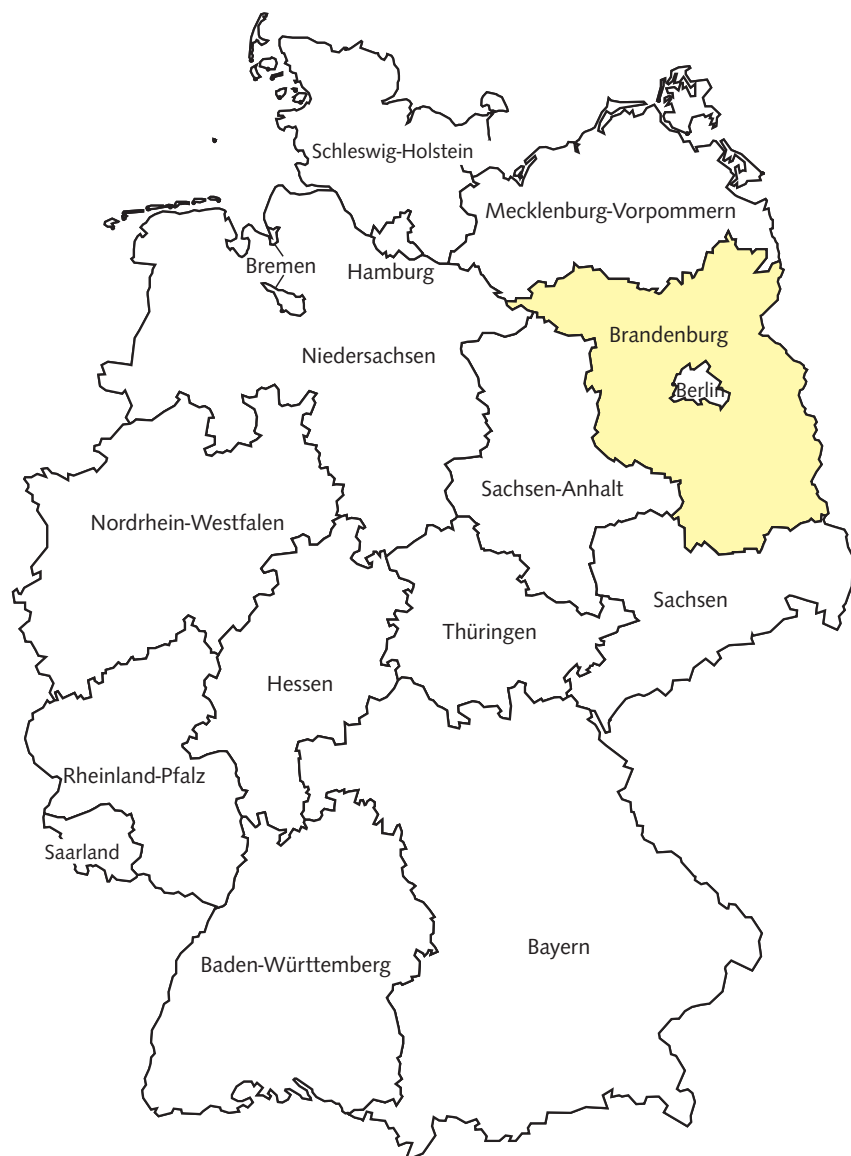 Schleswig-Holstein
Mecklenburg-Vorpommern
Bremen
Hamburg
Brandenburg
Niedersachsen
Berlin
Sachsen-Anhalt
Nordrhein-Westfalen
Sachsen
Thüringen
Hessen
Rheinland-Pfalz
Saarland
Bayern
Baden-Württemberg